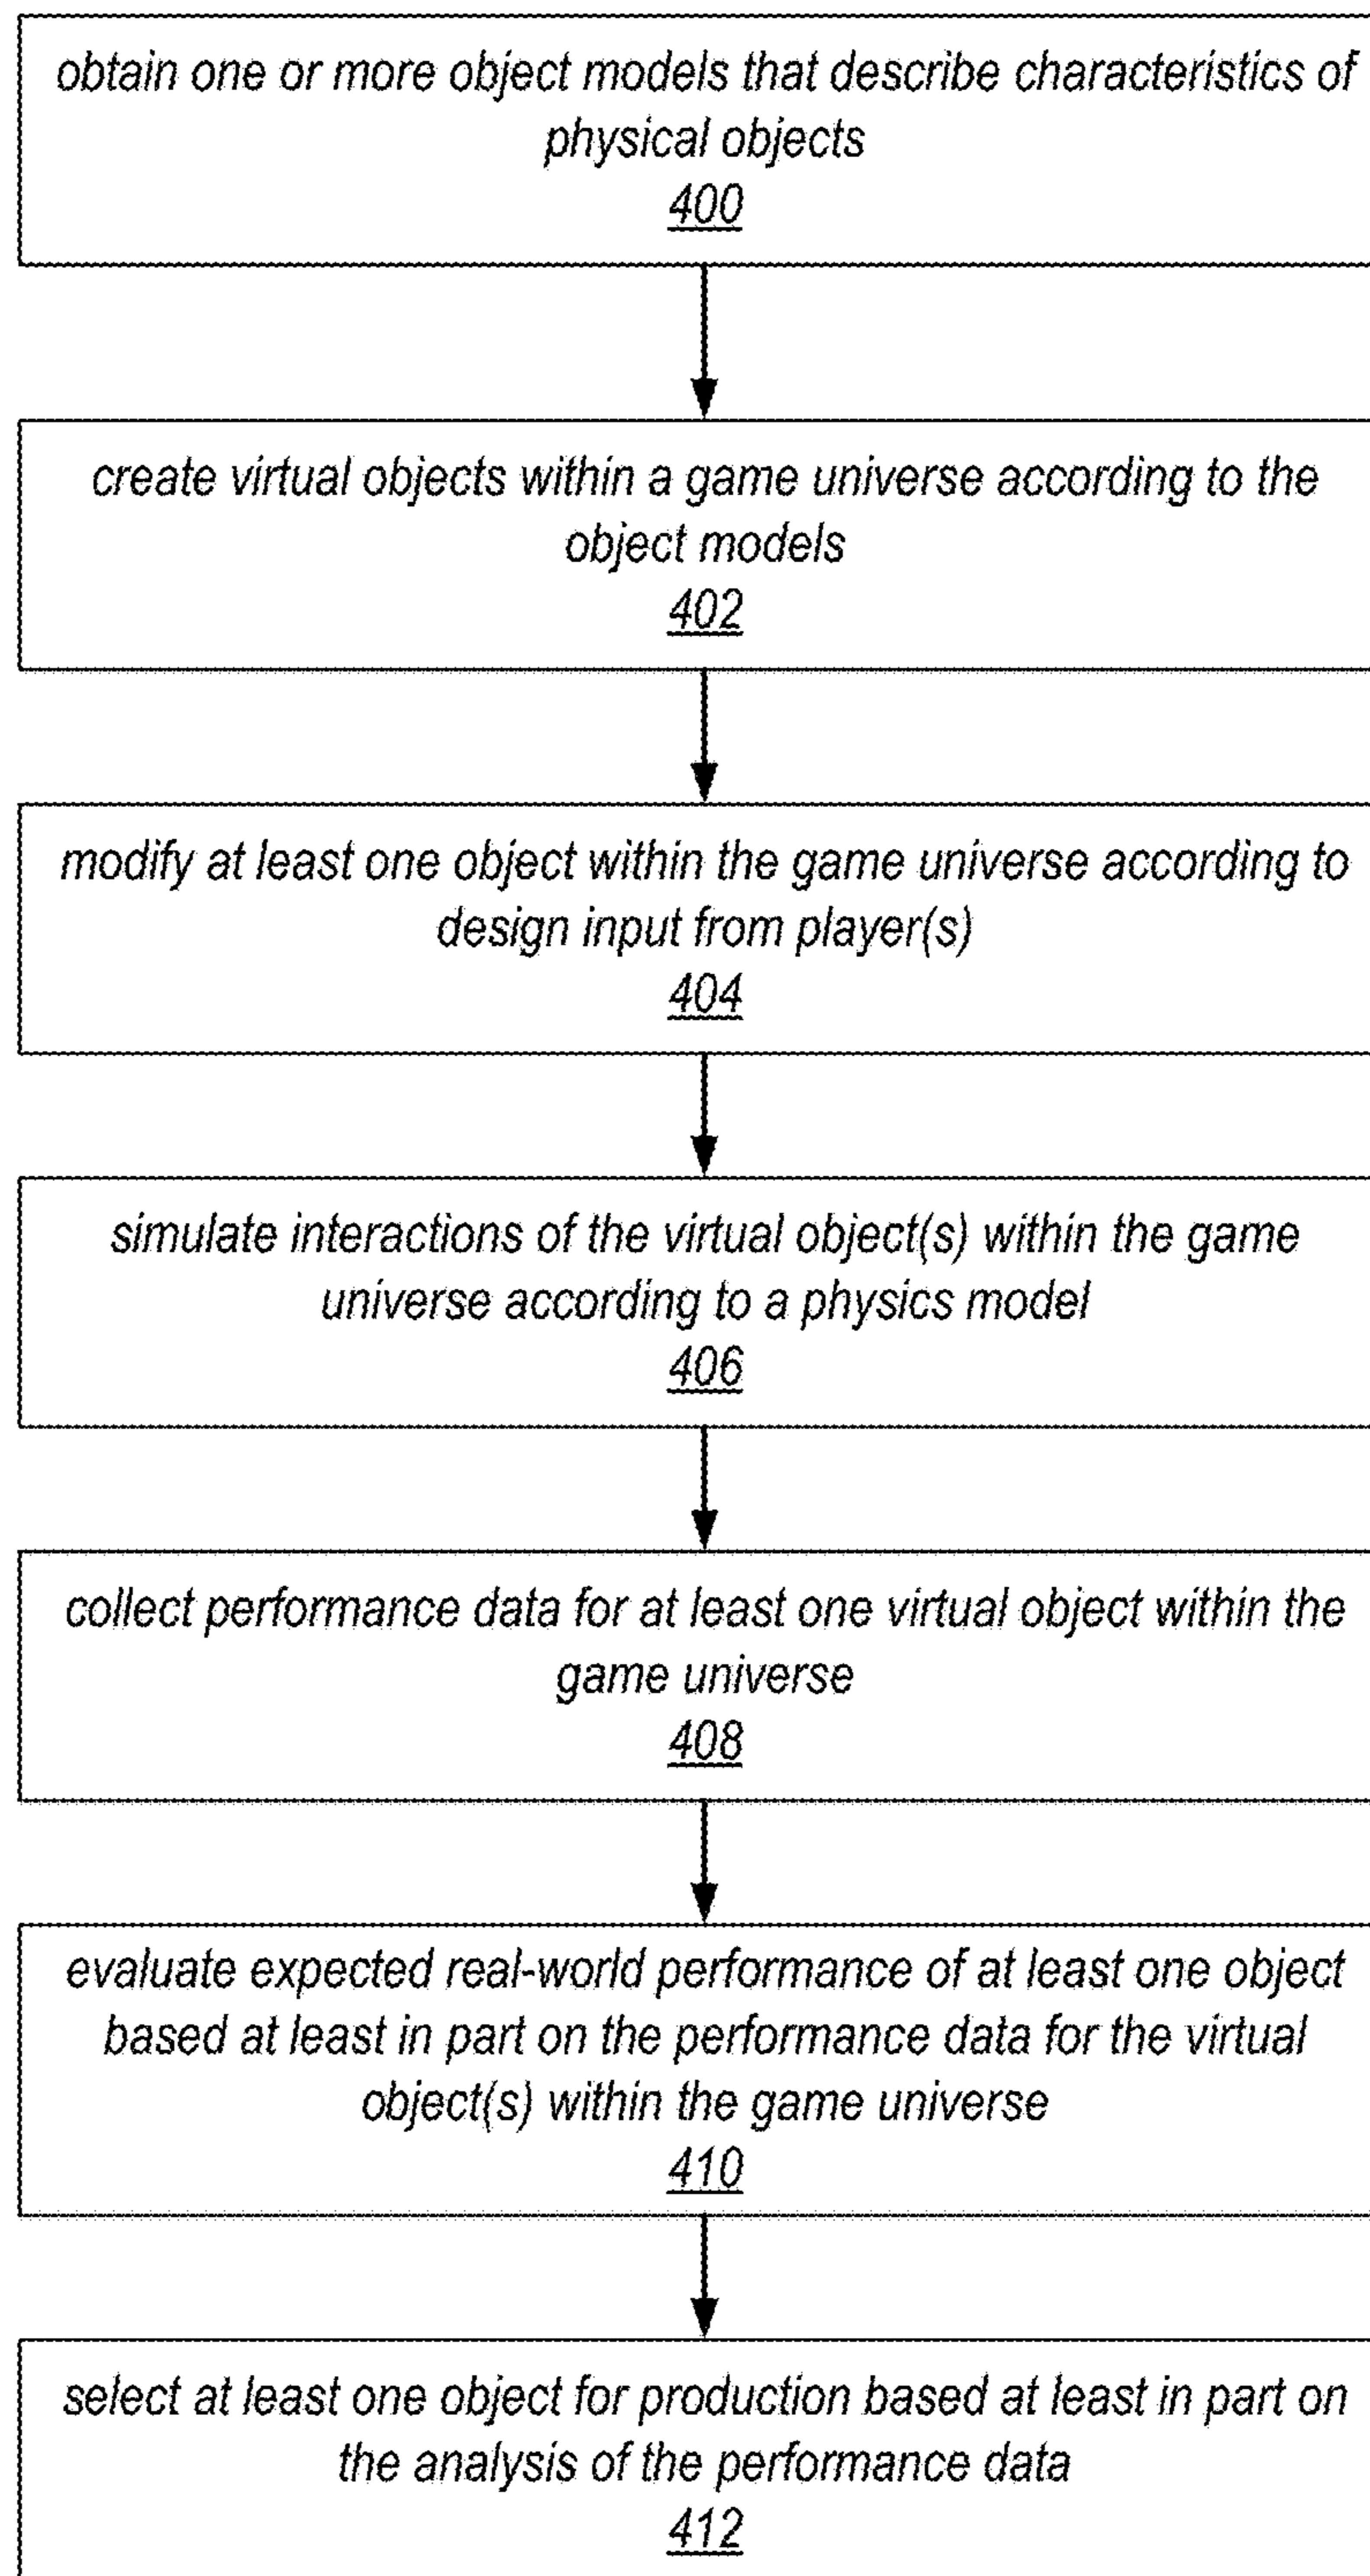 obtain one or more object models that describe characteristics of
physical objects
400
create virtual objects within a game universe according to the
object models
402
modify at least one object within the game universe according to
design input from player(s)
404
simulate interactions of the virtual object(s) within the game
universe according to a physics model
406
collect performance data for at least one virtual object within the
game universe
408
evaluate expected real-world performance of at least one object
based at least in part on the performance data for the virtual
object(s) within the game universe
410
select at least one object for production based at least in part on
the analysis of the performance data
412